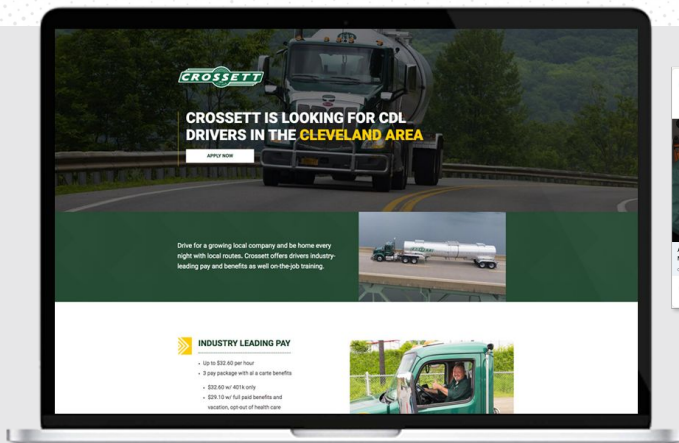 CROSSETT
CROSSETT IS LOOKING FOR CDL
DRIVERS IN THE CLEVELAND AREA
APPLY NOW
Drive for a growing local company and be home every
night with local routes. Crossett offers drivers industry-
leading pay and benefits as well on-the-job training.
INDUSTRY LEADING PAY
• Up to $32.60 per hour
• 3 pay package with al a carte benefits
• $32.60 w/ 401k only
• $29.10 w/ full paid benefits and
vacation, opt-out of health care